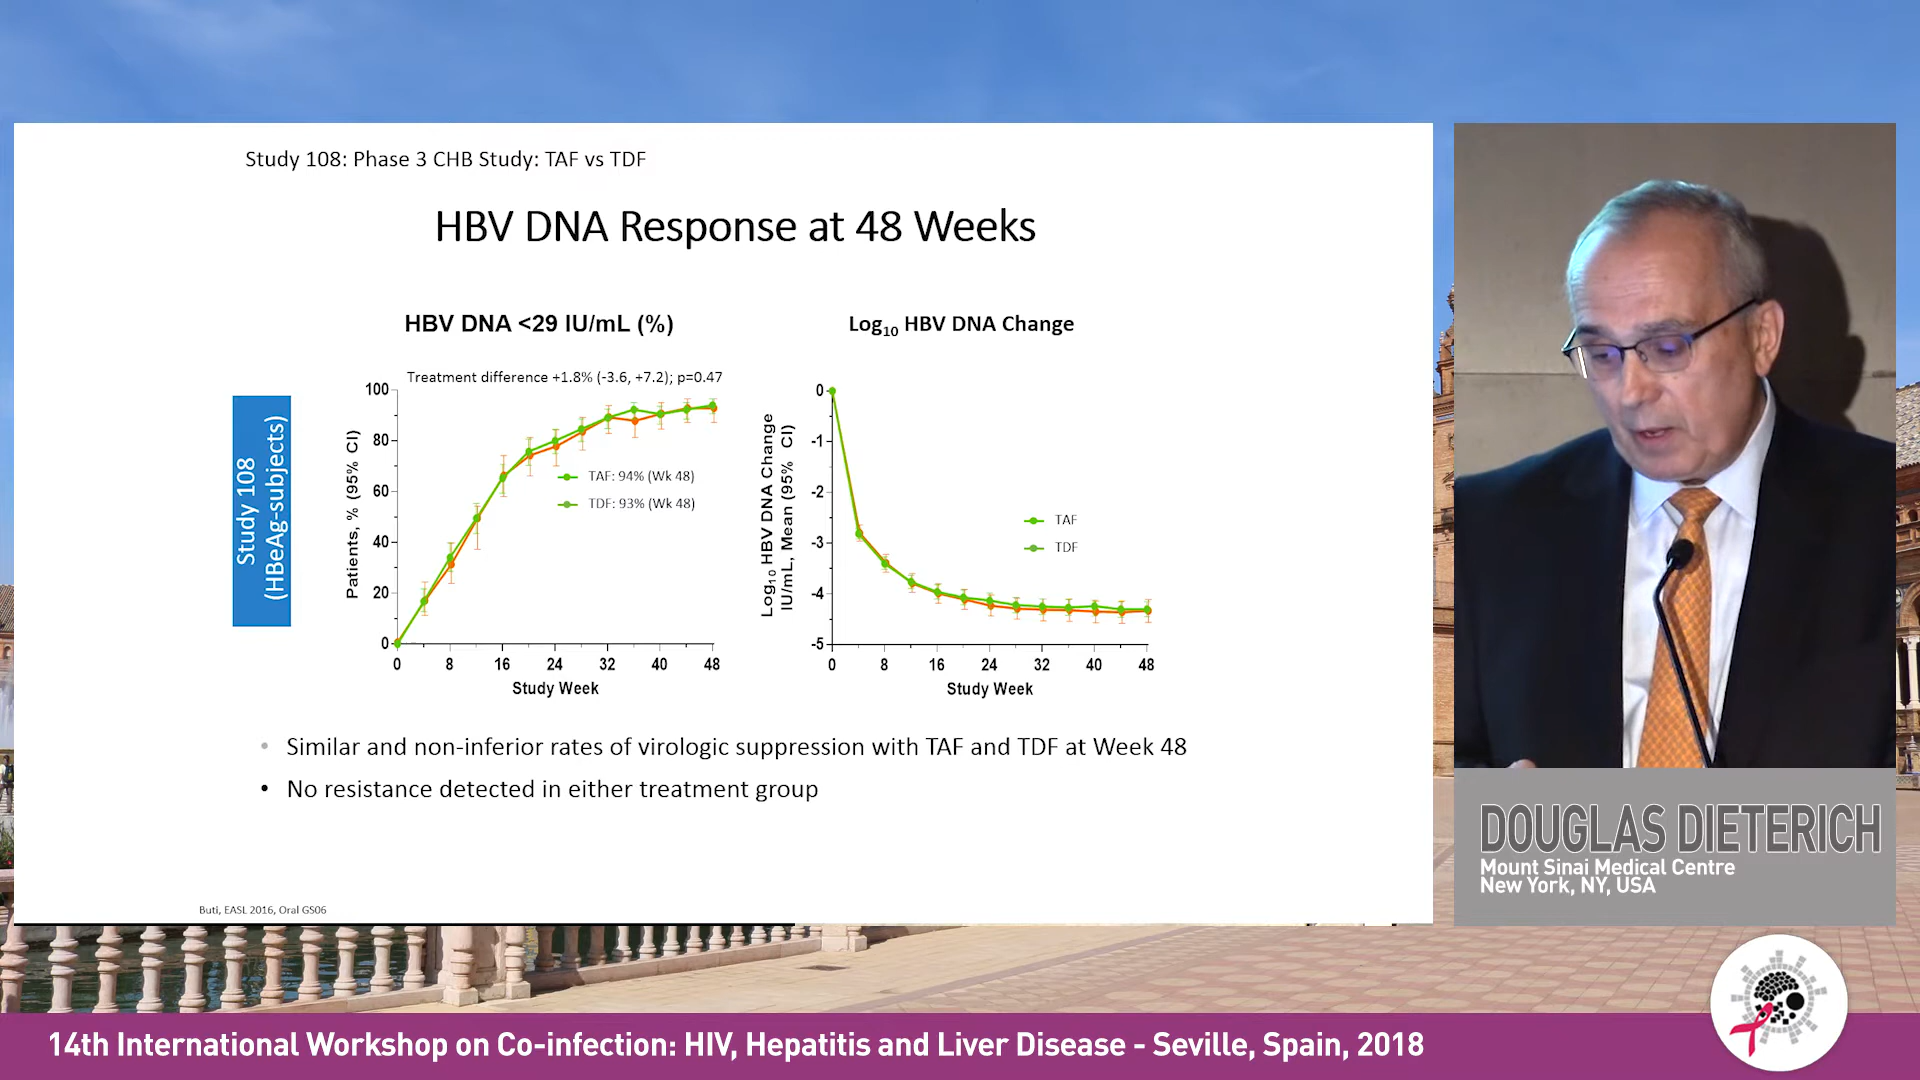 Study 108: Phase 3 CHB Study: TAF vs TDF
HBV DNA Response at 48 Weeks
HBV DNA <29 IU/mL (%)
Log10 HBV DNA Change
Study 108
(HBeAg-subjects)
Treatment difference +1.8% (-3.6, +7.2); p=0.47
Patients, % (95% CI)
100
80
60
40
20
0
TAF: 94% (Wk 48)
TDF: 93% (Wk 48)
0
8
16
24
32
40
48
Study Week
Log10 HBV DNA Change
IU/mL, Mean (95% CI)
0
-1
-2
-3
-4
-5
TAF
TDF
0
8
16
24
32
40
48
Study Week
• Similar and non-inferior rates of virologic suppression with TAF and TDF at Week 48
• No resistance detected in either treatment group
Buti, EASL 2016, Oral GS06
DOUGLAS DIETERICH
Mount Sinai Medical Centre
New York, NY, USA
14th International Workshop on Co-infection: HIV, Hepatitis and Liver Disease - Seville, Spain, 2018